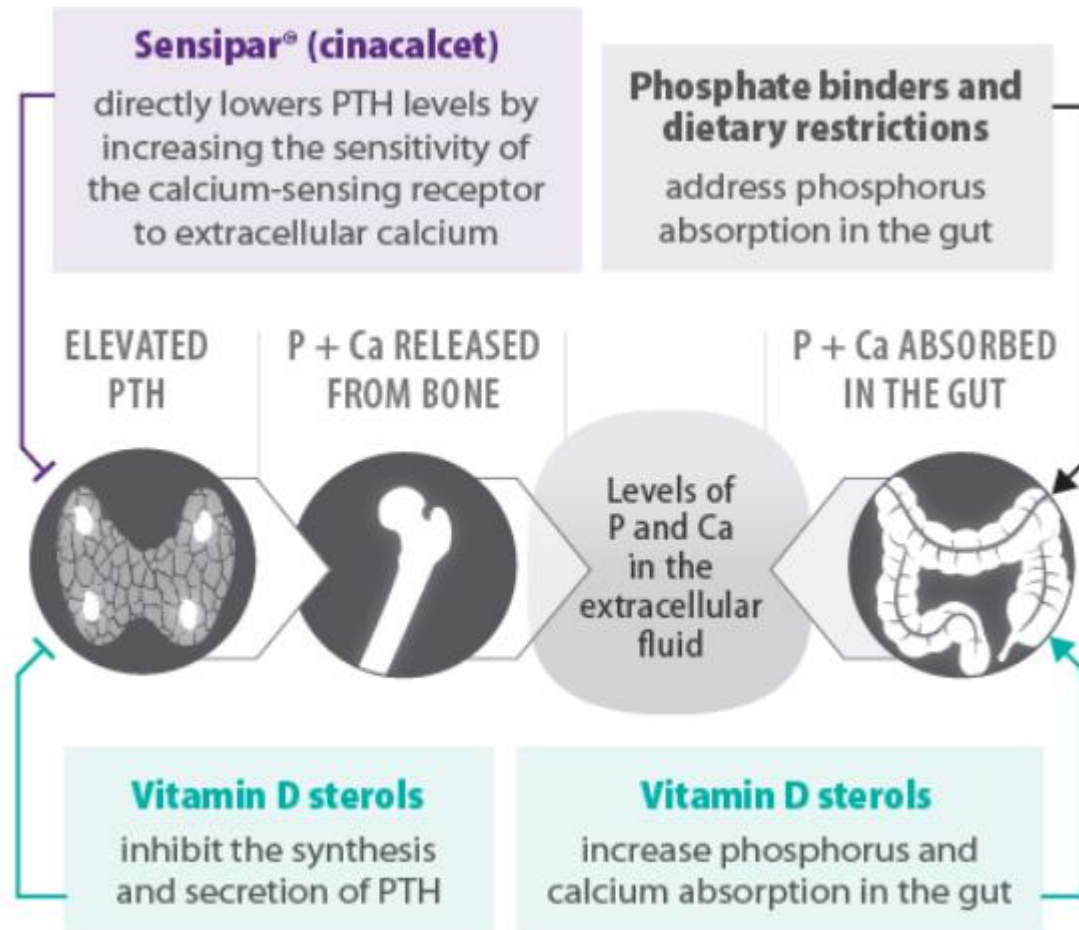 Sensipar® (cinacalcet)
directly lowers PTH levels by
increasing the sensitivity of
the calcium-sensing receptor
to extracellular calcium
Phosphate binders and
dietary restrictions
address phosphorus
absorption in the gut
ELEVATED
PTH
P + Ca RELEASED
FROM BONE
P + Ca ABSORBED
IN THE GUT
Levels of
P and Ca
in the
extracellular
fluid
Vitamin D sterols
inhibit the synthesis
and secretion of PTH
Vitamin D sterols
increase phosphorus and
calcium absorption in the gut